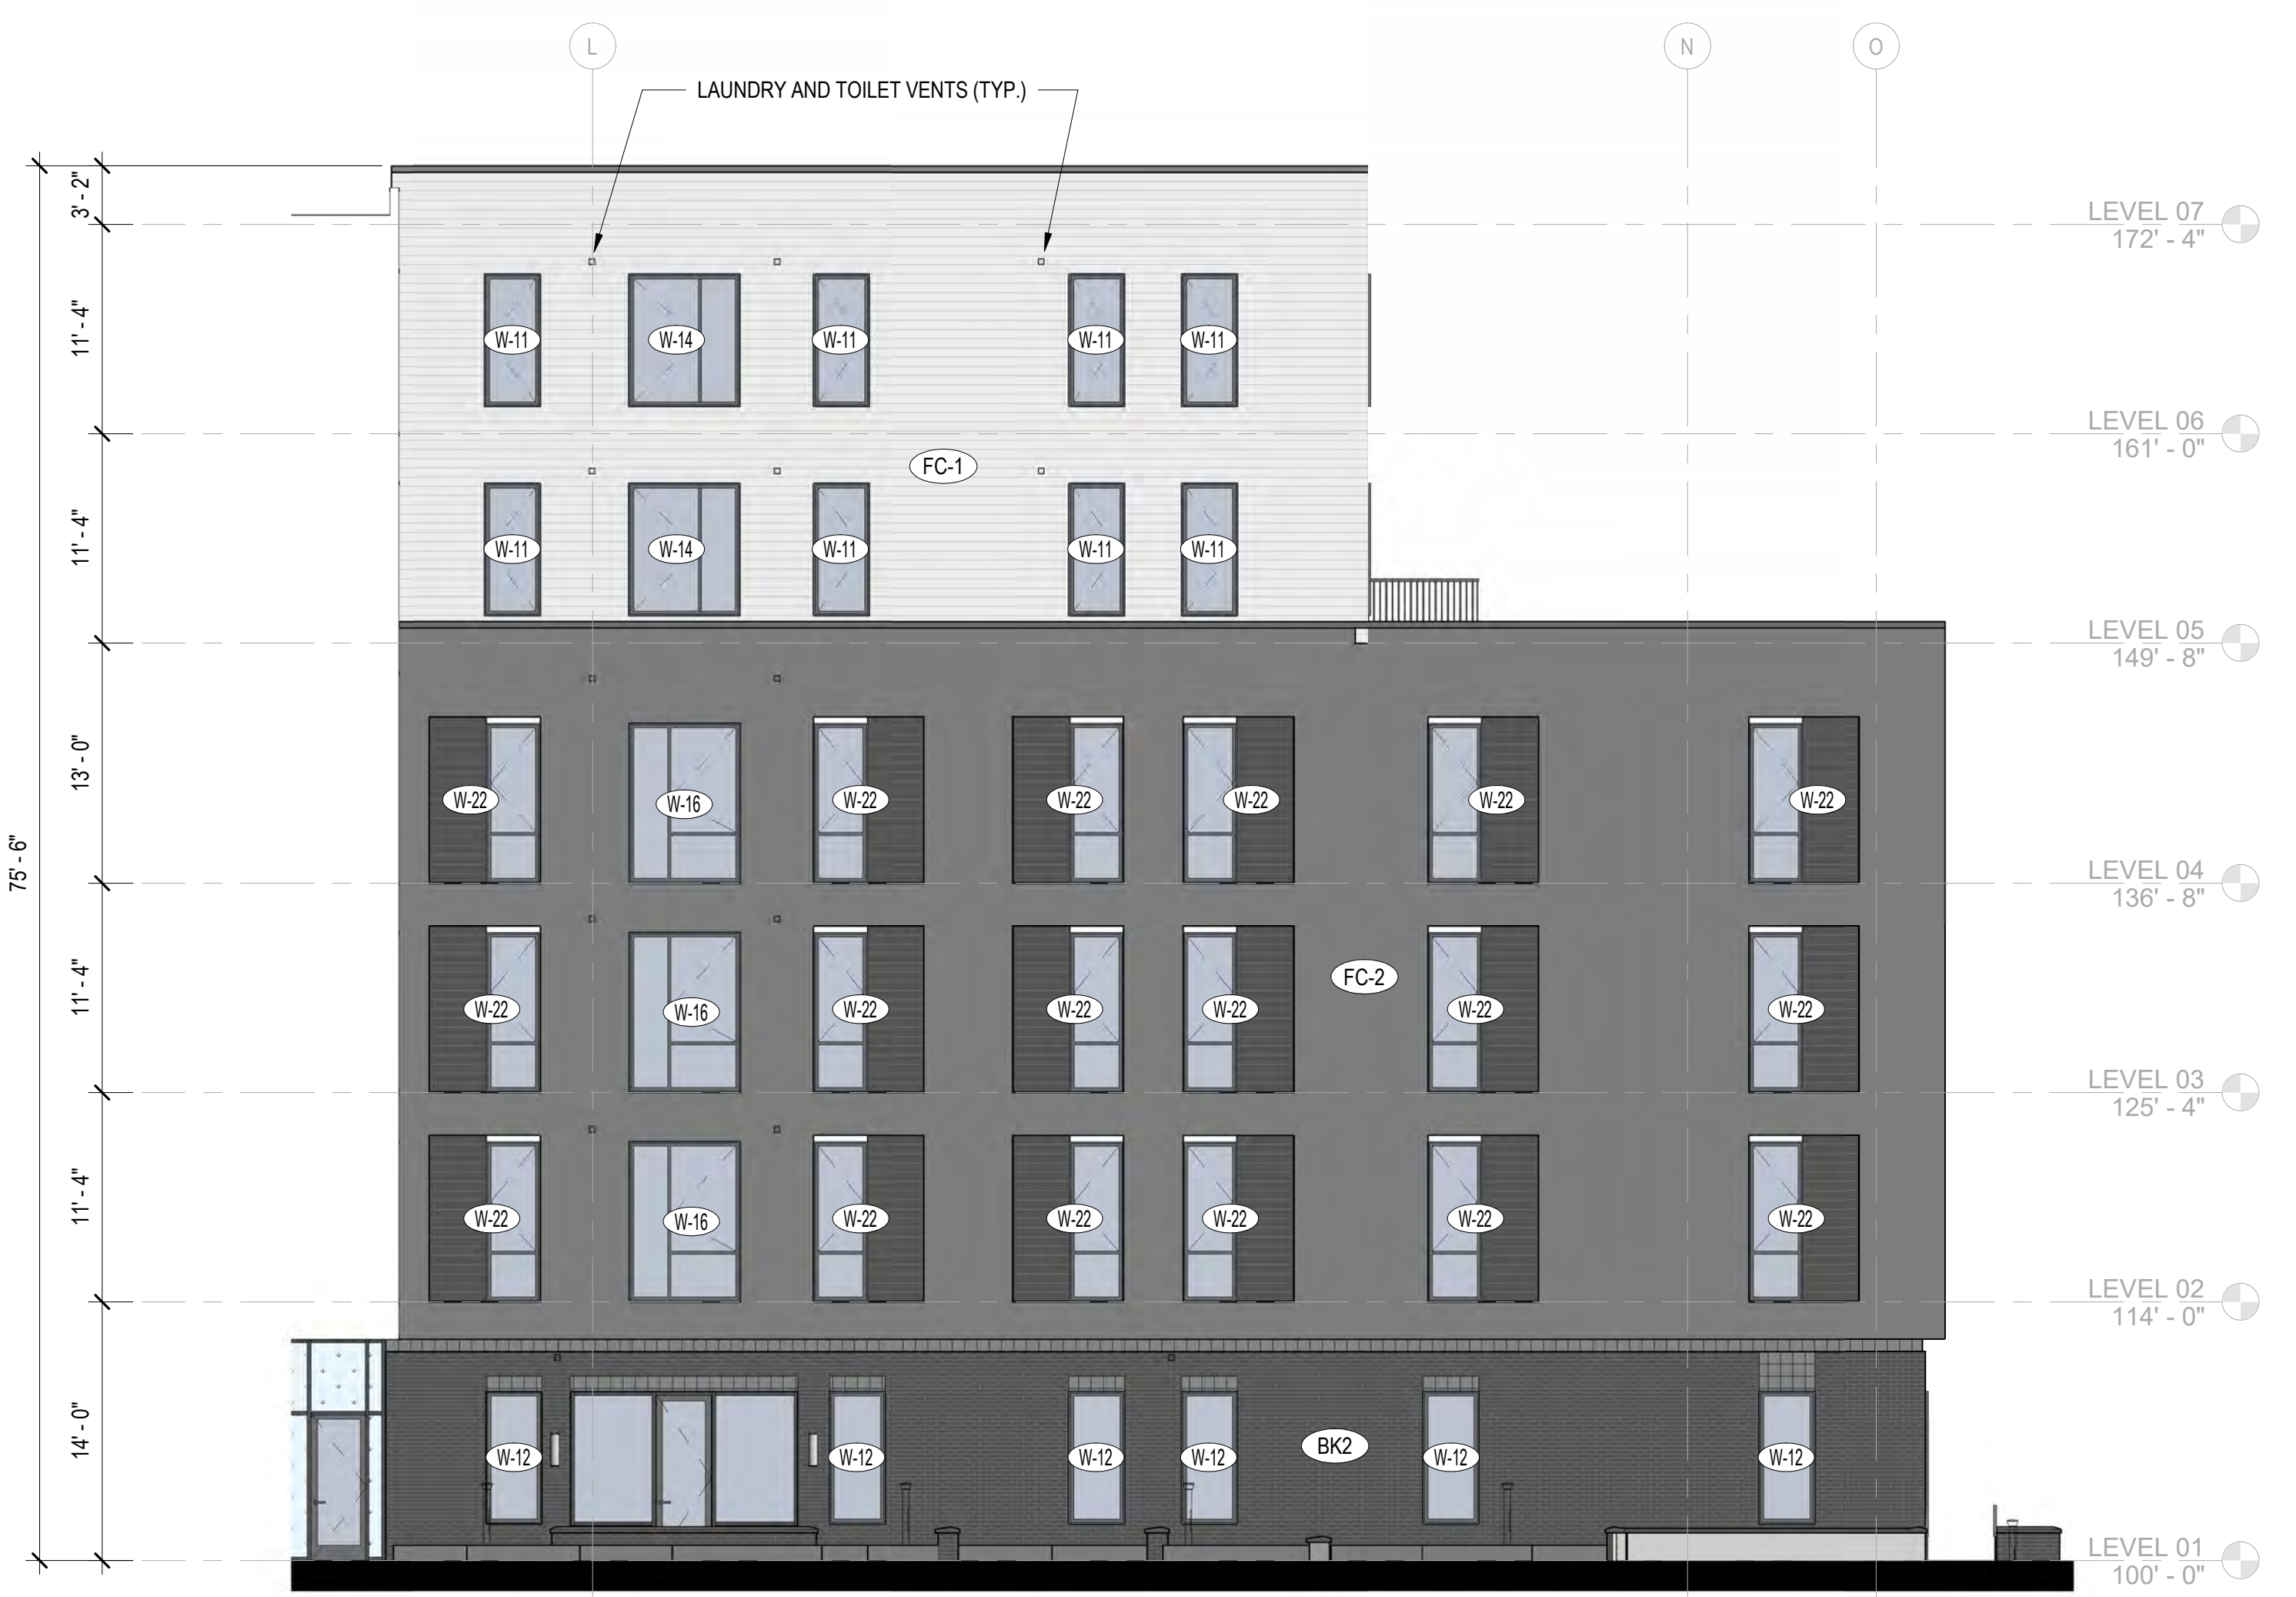 L N O
LAUNDRY AND TOILET VENTS (TYP.)
3' - 2"
LEVEL 07
172' - 4"
11' - 4"
W-11 W-14 W-11 W-11 W-11
LEVEL 06
161' - 0"
FC-1
11' - 4"
W-11 W-14 W-11 W-11 W-11
LEVEL 05
149' - 8"
13' - 0"
W-22 W-16 W-22 W-22 W-22 W-22 W-22
75' - 6"
LEVEL 04
136' - 8"
FC-2
11' - 4"
W-22 W-16 W-22 W-22 W-22 W-22 W-22
LEVEL 03
125' - 4"
11' - 4"
W-22 W-16 W-22 W-22 W-22 W-22 W-22
LEVEL 02
114' - 0"
14' - 0"
BK2
W-12 W-12 W-12 W-12 W-12 W-12
LEVEL 01
100' - 0"